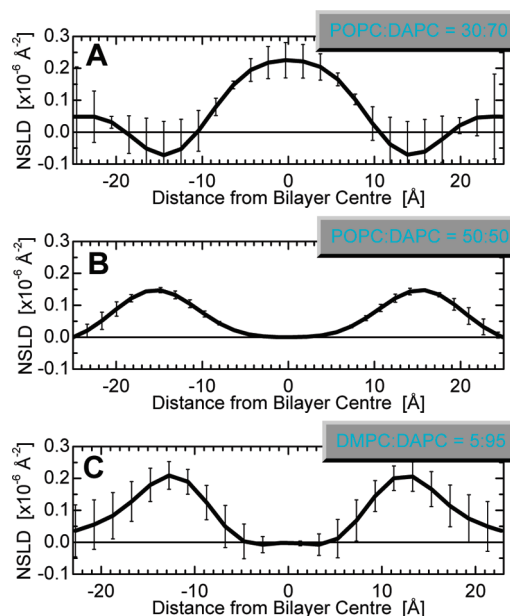 POPC:DAPC = 30:70
A
NSLD [x10-6 Å-2]
0.3
0.2
0.1
0.0
-0.1
-20 -10 0 10 20
Distance from Bilayer Centre [Å]
POPC:DAPC = 50:50
B
NSLD [x10-6 Å-2]
0.3
0.2
0.1
0.0
-0.1
-20 -10 0 10 20
Distance from Bilayer Centre [Å]
DMPC:DAPC = 5:95
C
NSLD [x10-6 Å-2]
0.3
0.2
0.1
0.0
-0.1
-20 -10 0 10 20
Distance from Bilayer Centre [Å]